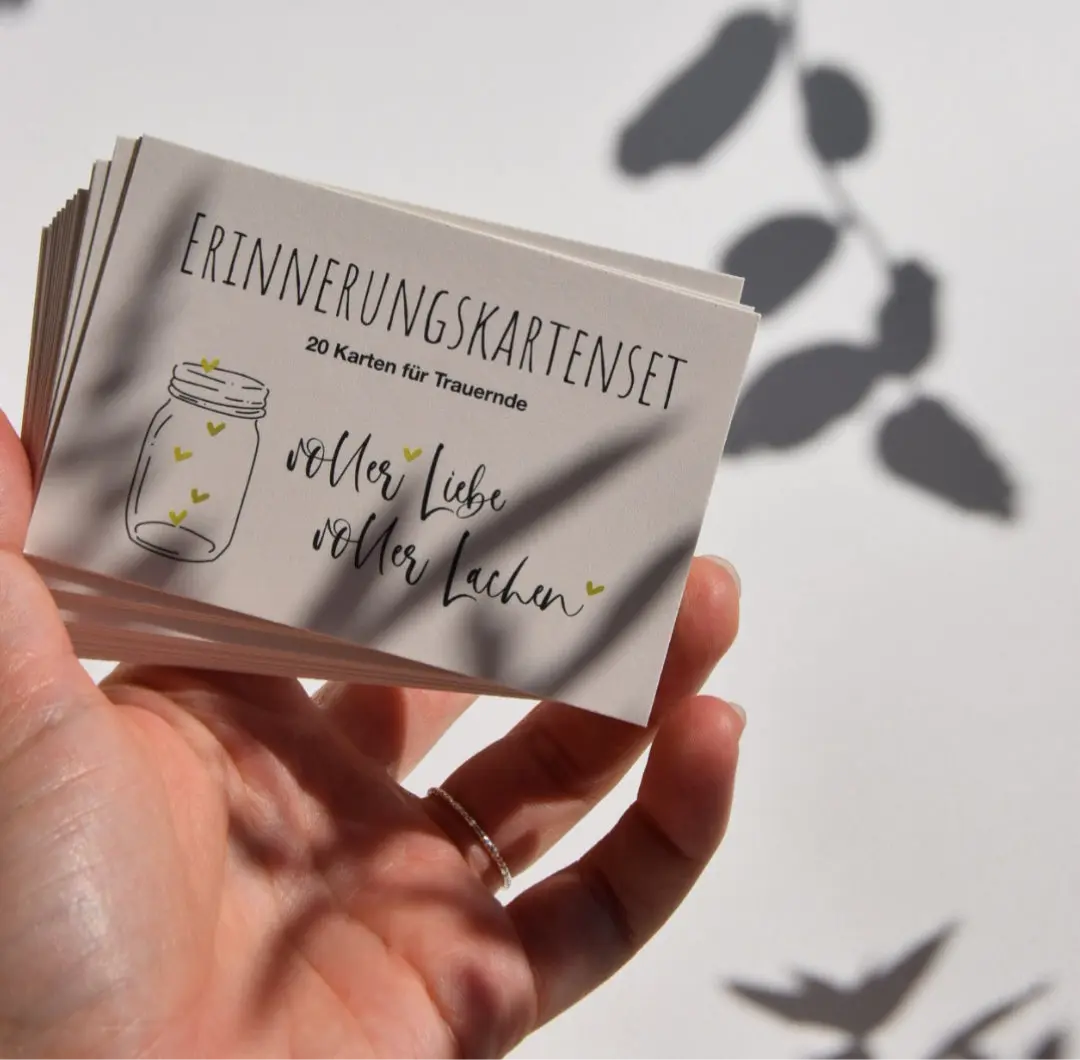 ERINNERUNGSKARTENSET
20 Karten für Trauernde
voller Liebe
voller Lachen